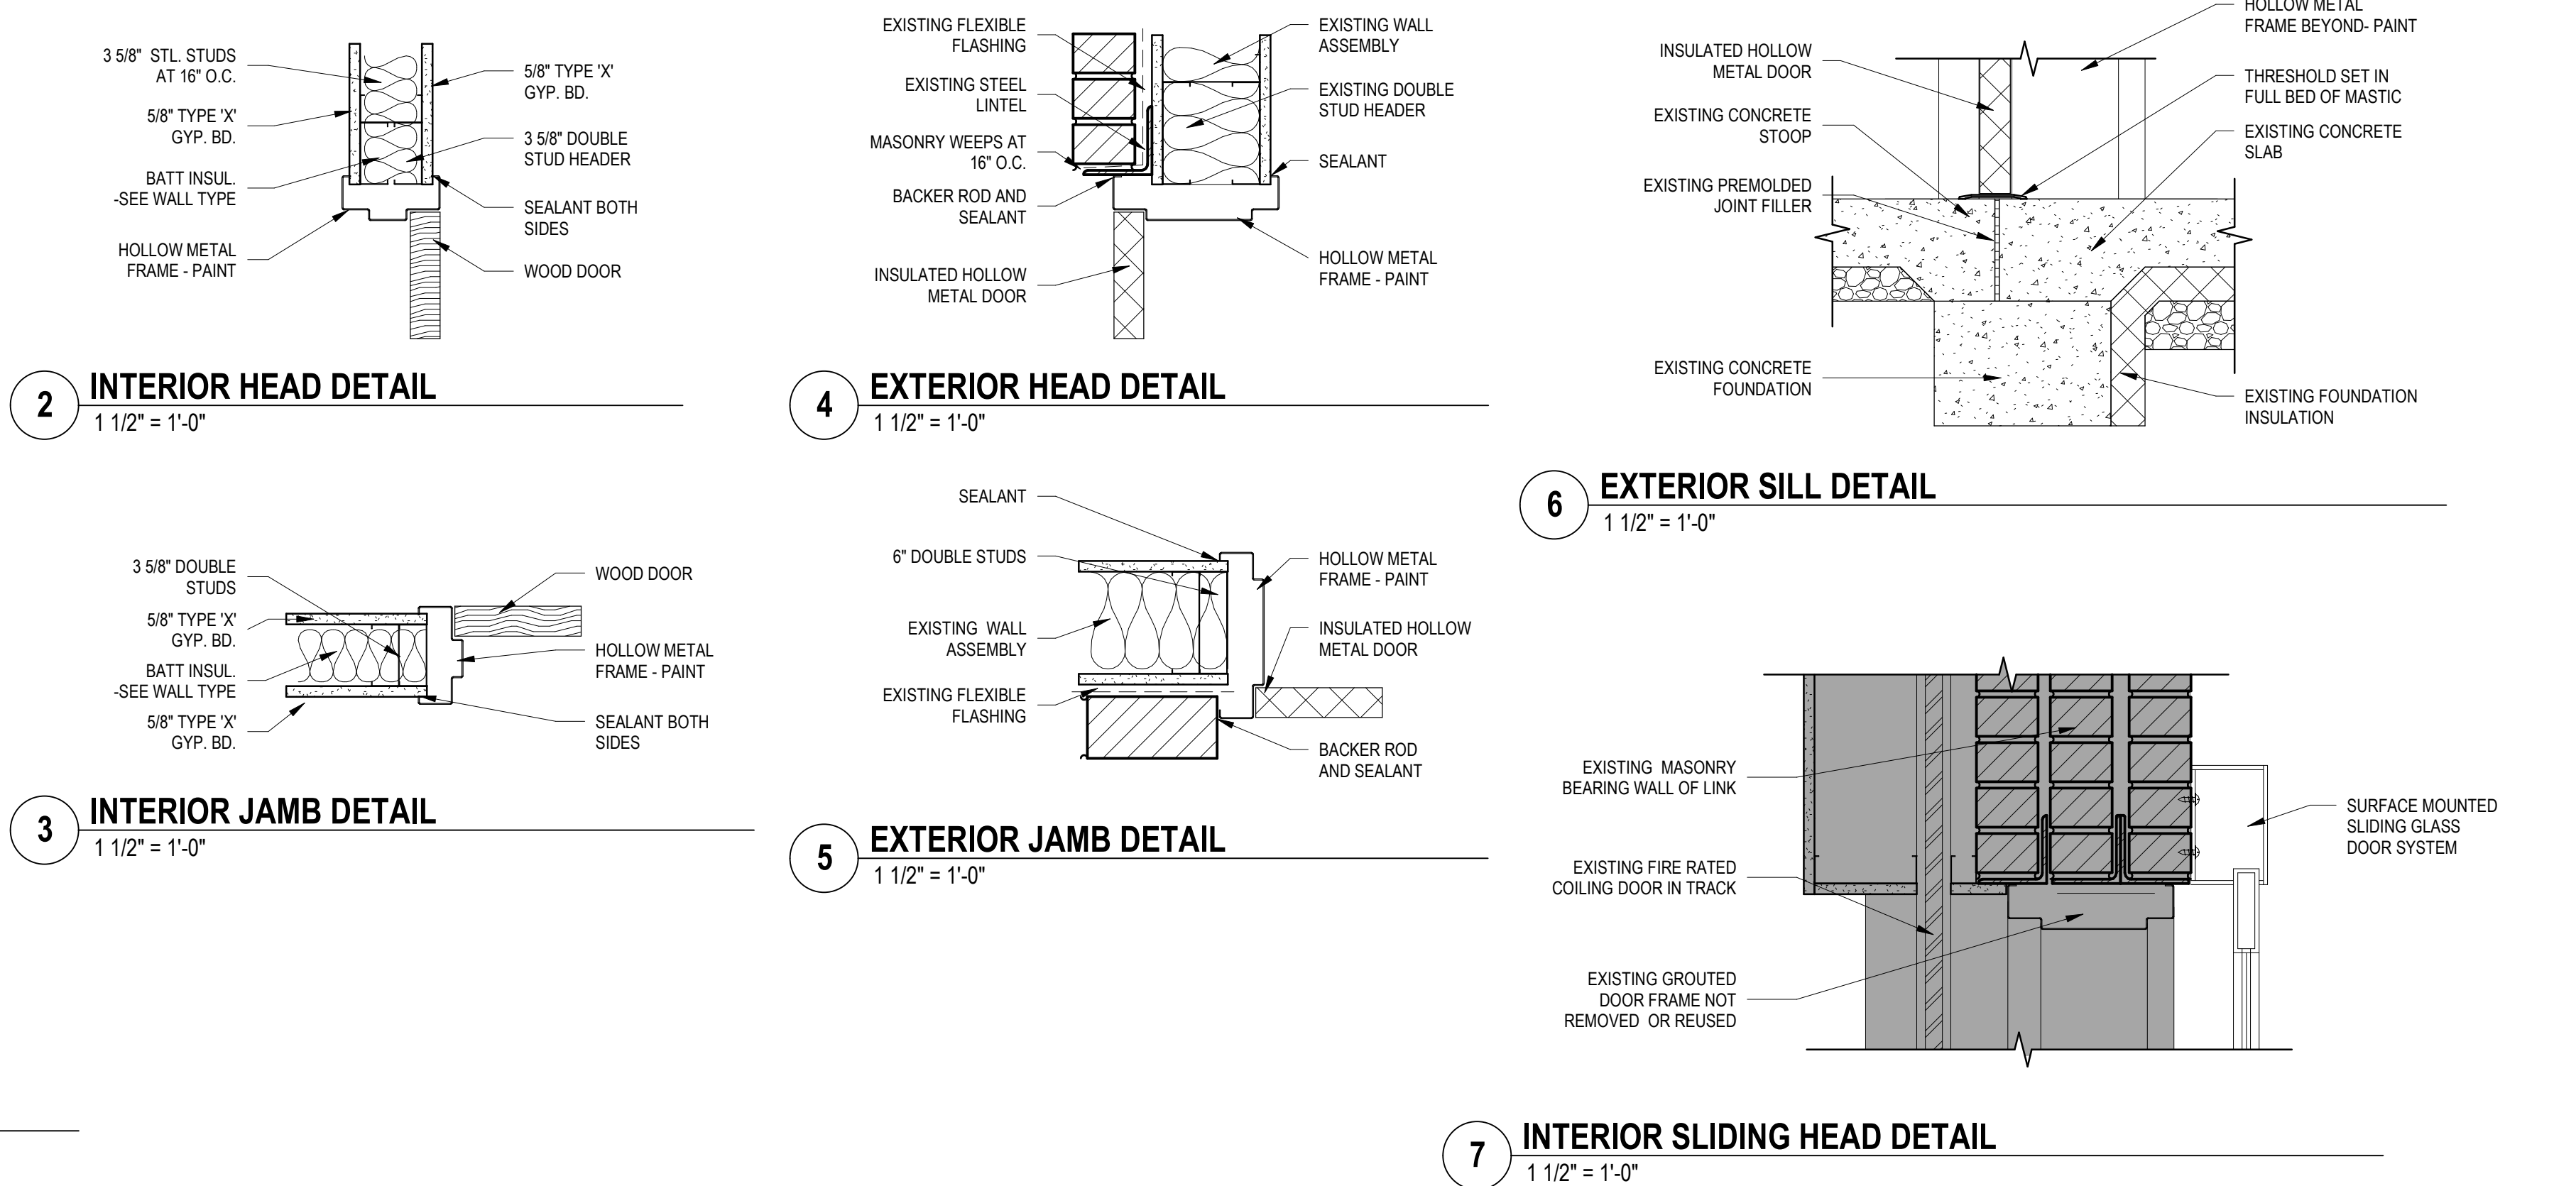 3 5/8" STL. STUDS
AT 16" O.C.
5/8" TYPE 'X'
GYP. BD.
BATT INSUL.
-SEE WALL TYPE
HOLLOW METAL
FRAME - PAINT
5/8" TYPE 'X'
GYP. BD.
3 5/8" DOUBLE
STUD HEADER
SEALANT BOTH
SIDES
WOOD DOOR
2
INTERIOR HEAD DETAIL
1 1/2" = 1'-0"
EXISTING FLEXIBLE
FLASHING
EXISTING STEEL
LINTEL
MASONRY WEEPS AT
16" O.C.
BACKER ROD AND
SEALANT
INSULATED HOLLOW
METAL DOOR
EXISTING WALL
ASSEMBLY
EXISTING DOUBLE
STUD HEADER
SEALANT
HOLLOW METAL
FRAME - PAINT
4
EXTERIOR HEAD DETAIL
1 1/2" = 1'-0"
INSULATED HOLLOW
METAL DOOR
EXISTING CONCRETE
STOOP
EXISTING PREMOLDED
JOINT FILLER
EXISTING CONCRETE
FOUNDATION
HOLLOW METAL
FRAME BEYOND- PAINT
THRESHOLD SET IN
FULL BED OF MASTIC
EXISTING CONCRETE
SLAB
EXISTING FOUNDATION
INSULATION
6
EXTERIOR SILL DETAIL
1 1/2" = 1'-0"
3 5/8" DOUBLE
STUDS
5/8" TYPE 'X'
GYP. BD.
BATT INSUL.
-SEE WALL TYPE
5/8" TYPE 'X'
GYP. BD.
WOOD DOOR
HOLLOW METAL
FRAME - PAINT
SEALANT BOTH
SIDES
3
INTERIOR JAMB DETAIL
1 1/2" = 1'-0"
SEALANT
6" DOUBLE STUDS
EXISTING WALL
ASSEMBLY
EXISTING FLEXIBLE
FLASHING
HOLLOW METAL
FRAME - PAINT
INSULATED HOLLOW
METAL DOOR
BACKER ROD
AND SEALANT
5
EXTERIOR JAMB DETAIL
1 1/2" = 1'-0"
EXISTING MASONRY
BEARING WALL OF LINK
EXISTING FIRE RATED
COILING DOOR IN TRACK
EXISTING GROUTED
DOOR FRAME NOT
REMOVED OR REUSED
SURFACE MOUNTED
SLIDING GLASS
DOOR SYSTEM
7
INTERIOR SLIDING HEAD DETAIL
1 1/2" = 1'-0"